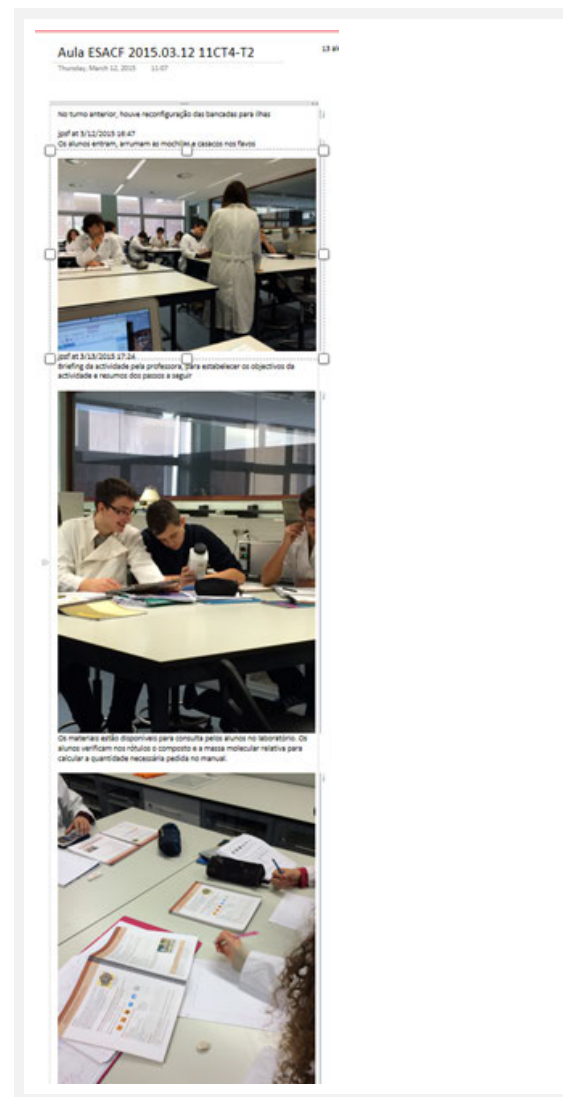 Aula ESACF 2015.03.12 11CT4-T2
13
Thursday, March 12, 2015 11:07
No turno anterior, houve reconfiguração das bancadas para ilhas
jpsf at 3/12/2015 16:47
Os alunos entram, arrumam as mochilas e casacos nos favos
jpsf at 3/13/2015 17:24
Briefing da actividade pela professora, para estabelecer os objectivos da
actividade e resumos dos passos a seguir
Os materiais estão disponíveis para consulta pelos alunos no laboratório. Os
alunos verificam nos rótulos o composto e a massa molecular relativa para
calcular a quantidade necessária pedida no manual.